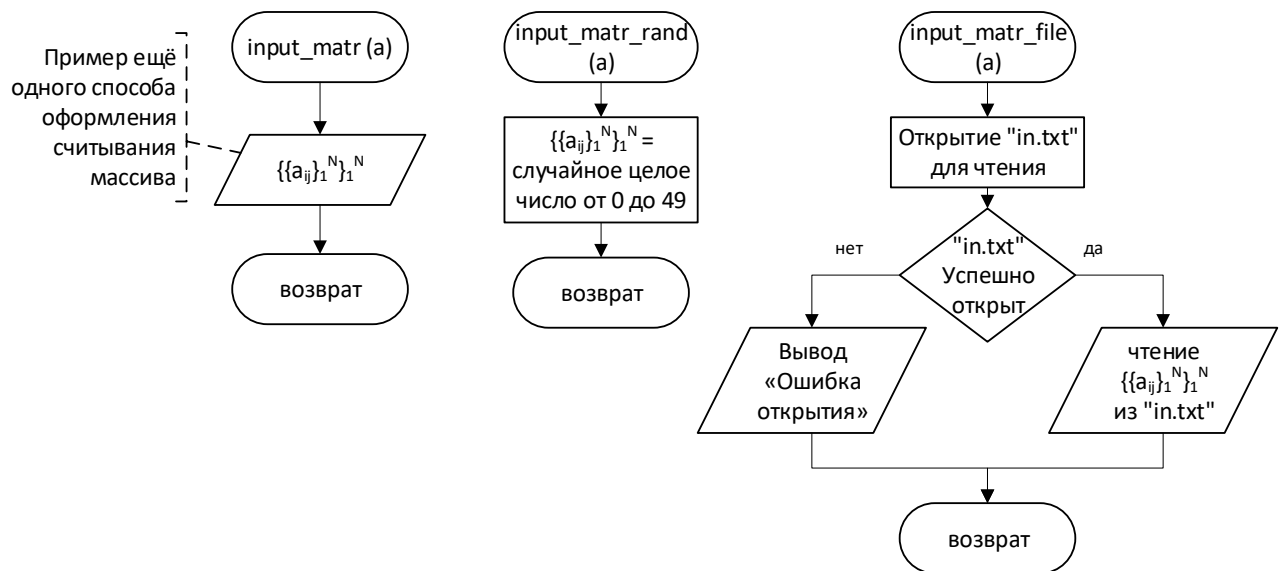 Пример ещё
одного способа
оформления
считывания
массива
input_matr (a)
{{aᵢⱼ}₁ᴺ}₁ᴺ
возврат
input_matr_rand
(a)
{{aᵢⱼ}₁ᴺ}₁ᴺ =
случайное целое
число от 0 до 49
возврат
input_matr_file
(a)
Открытие "in.txt"
для чтения
"in.txt"
Успешно
открыт
нет
да
Вывод
«Ошибка
открытия»
чтение
{{aᵢⱼ}₁ᴺ}₁ᴺ
из "in.txt"
возврат